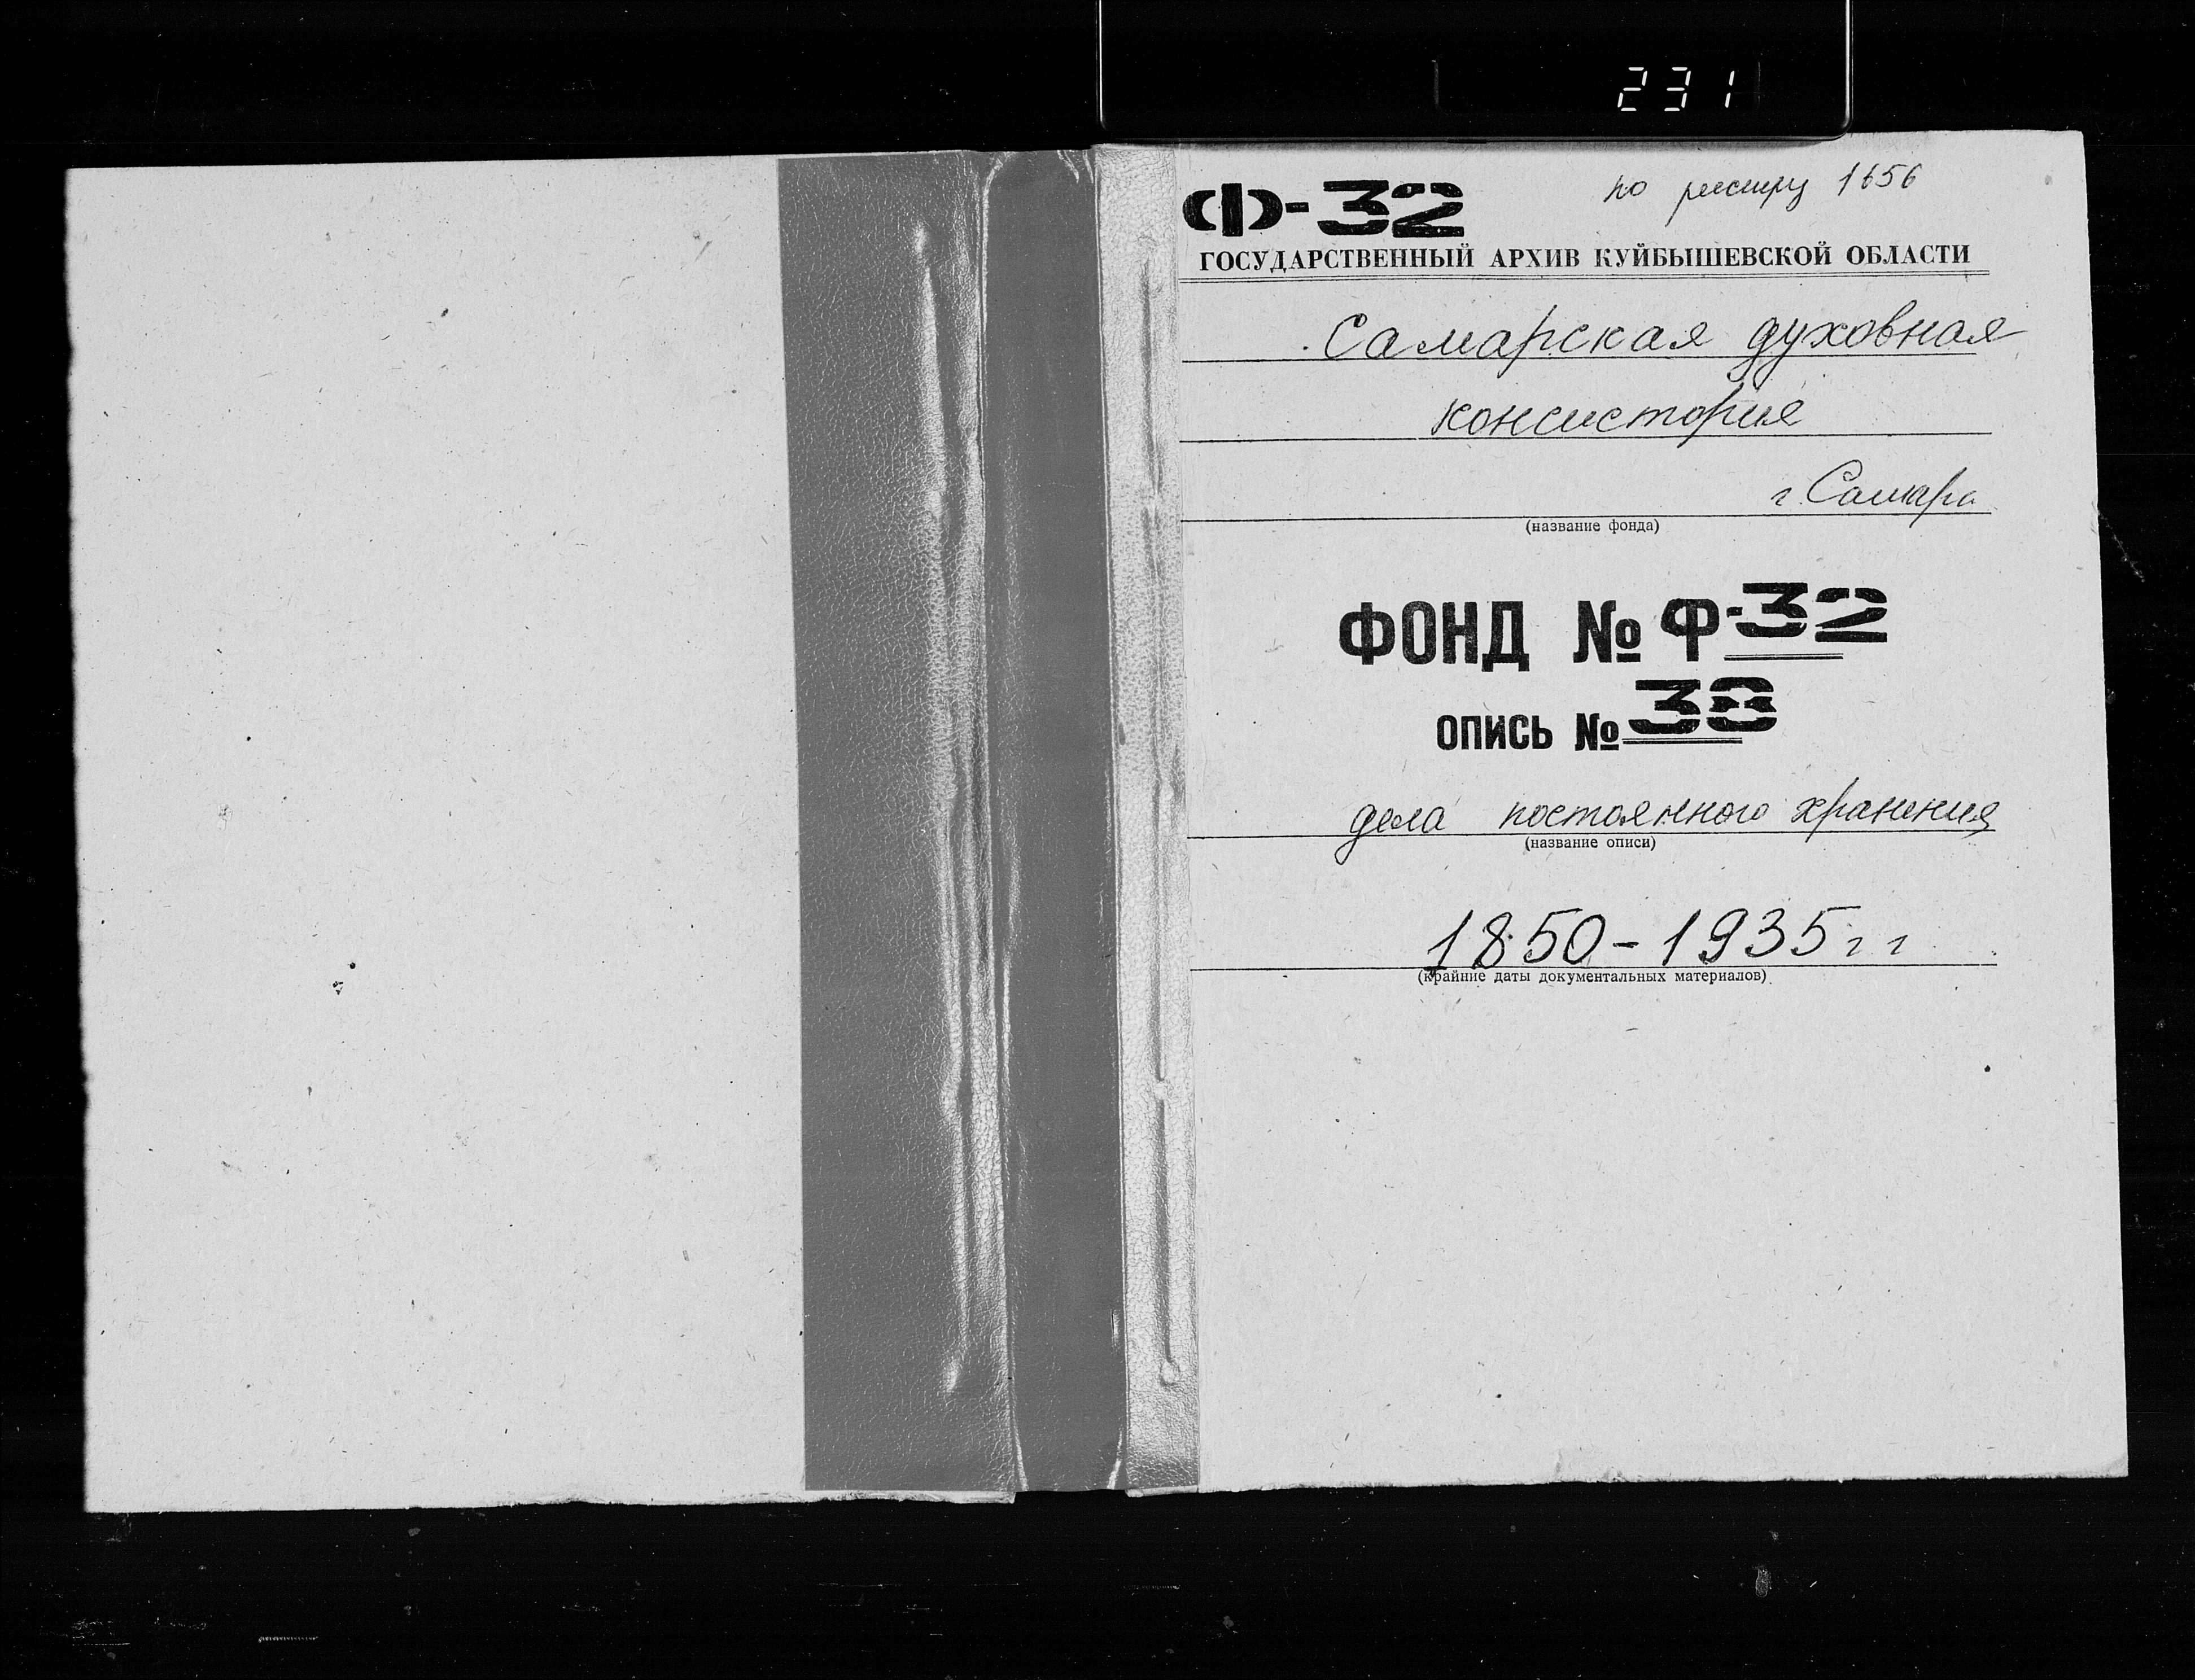 231
Ф-32
по реестру 1656
ГОСУДАРСТВЕННЫЙ АРХИВ КУЙБЫШЕВСКОЙ ОБЛАСТИ
Самарская духовная
консистория
г. Самара
(название фонда)
ФОНД № Ф-32
ОПИСЬ № 38
дела постоянного хранения
(название описи)
1850-1935 г г
(крайние даты документальных материалов)